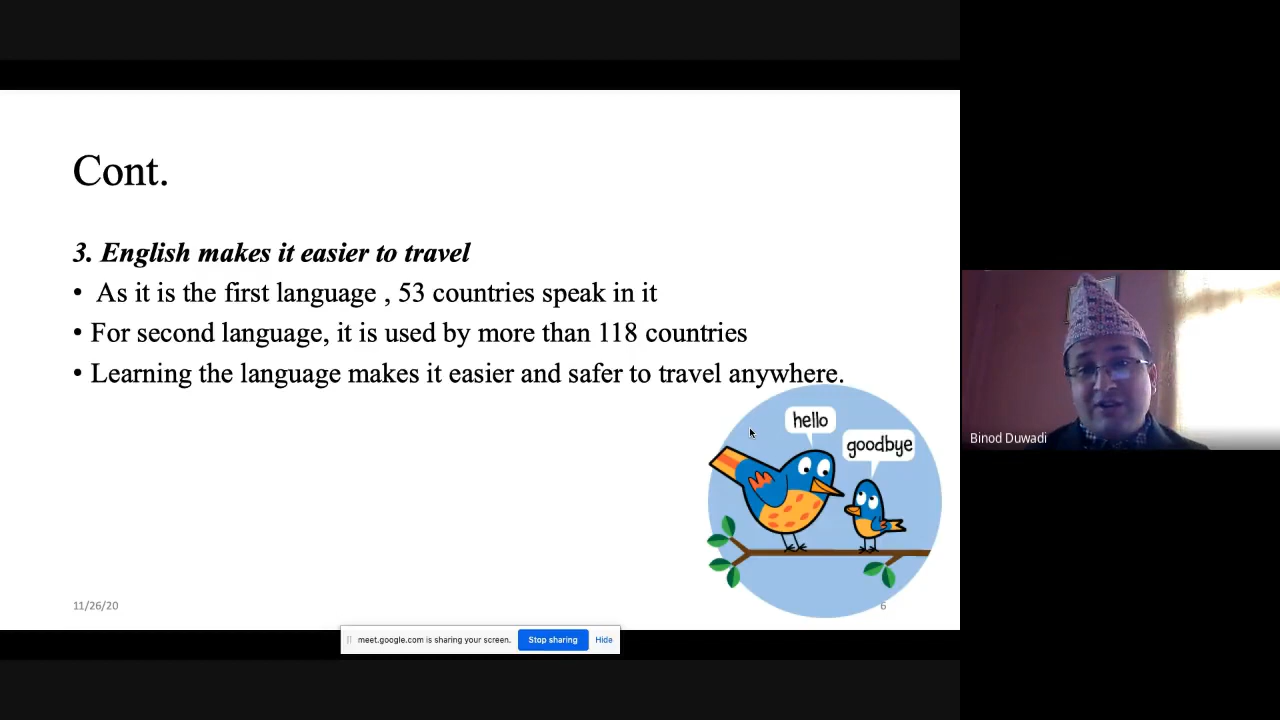 Cont.
3. English makes it easier to travel
• As it is the first language , 53 countries speak in it
• For second language, it is used by more than 118 countries
• Learning the language makes it easier and safer to travel anywhere.
hello
goodbye
11/26/20
6
meet.google.com is sharing your screen.
Stop sharing
Hide
Binod Duwadi